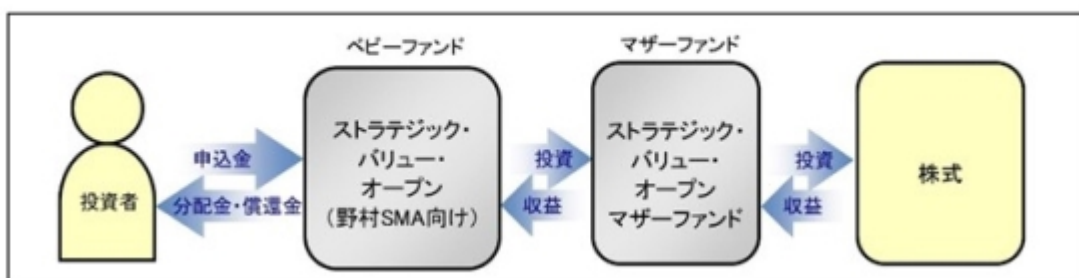 ベビーファンド
マザーファンド
投資者
申込金
分配金・償還金
ストラテジック・
バリュー・
オープン
(野村SMA向け)
投資
収益
ストラテジック・
バリュー・
オープン
マザーファンド
投資
収益
株式